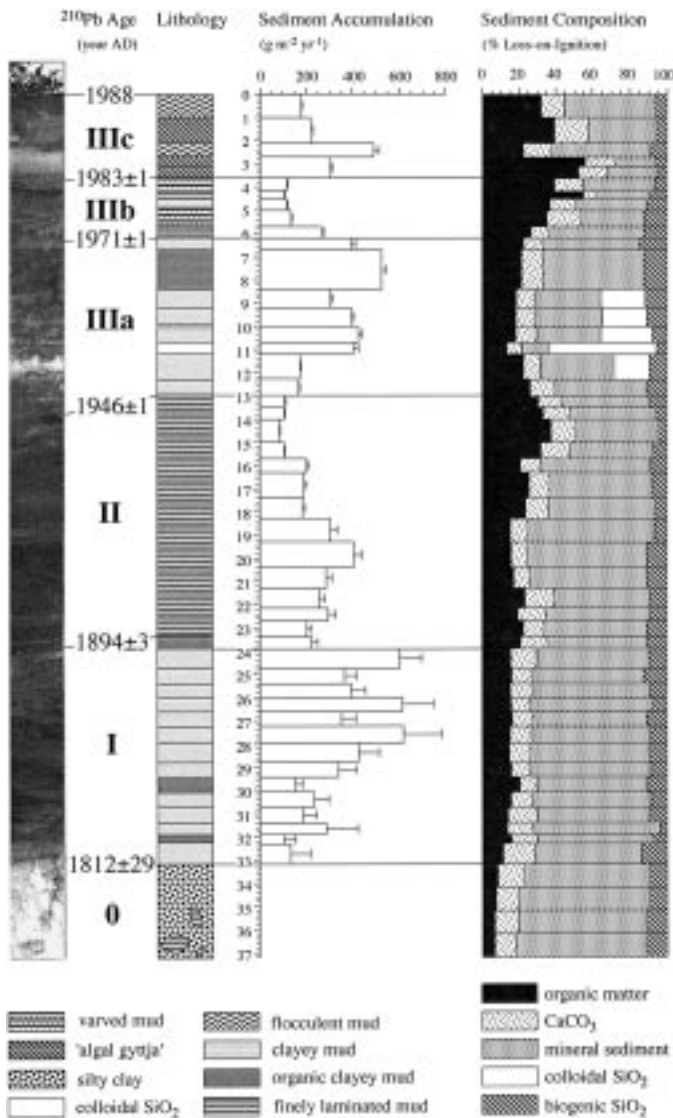 ²¹⁰Pb Age Lithology Sediment Accumulation Sediment Composition
(year AD) (g m⁻² yr⁻¹) (% Loss-on-Ignition)
0 200 400 600 800 0 20 40 60 80 100
1988
0
1
IIIc
2
3
1983±1
4
IIIb
5
6
1971±1
7
8
9
IIIa
10
11
12
13
1946±1
14
15
16
II
17
18
19
20
21
22
23
1894±3
24
25
26
27
I
28
29
30
31
32
1812±29
33
34
35
0
36
37
varved mud
'algal gyttja'
silty clay
colloidal SiO₂
flocculent mud
clayey mud
organic clayey mud
finely laminated mud
organic matter
CaCO₃
mineral sediment
colloidal SiO₂
biogenic SiO₂